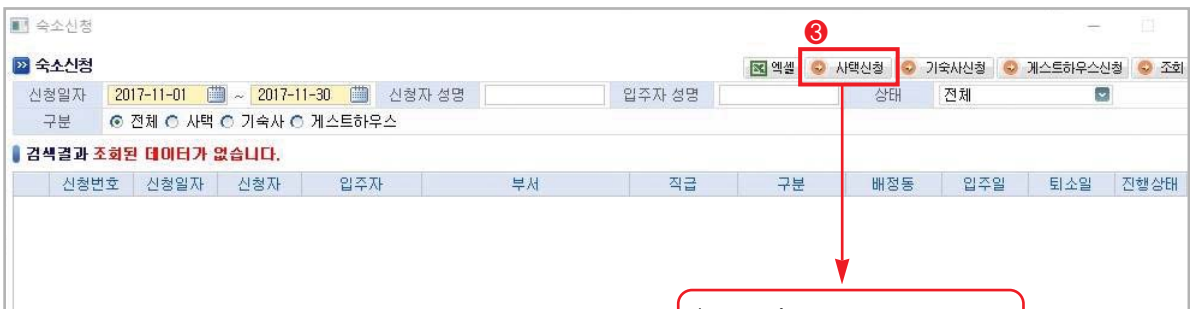 숙소신청
❸
숙소신청 엑셀 사택신청 기숙사신청 게스트하우스신청 조회
신청일자 2017-11-01 ~ 2017-11-30 신청자 성명 입주자 성명 상태 전체
구분 전체 사택 기숙사 게스트하우스
검색결과 조회된 데이터가 없습니다.
신청번호 신청일자 신청자 입주자 부서 직급 구분 배정동 입주일 퇴소일 진행상태